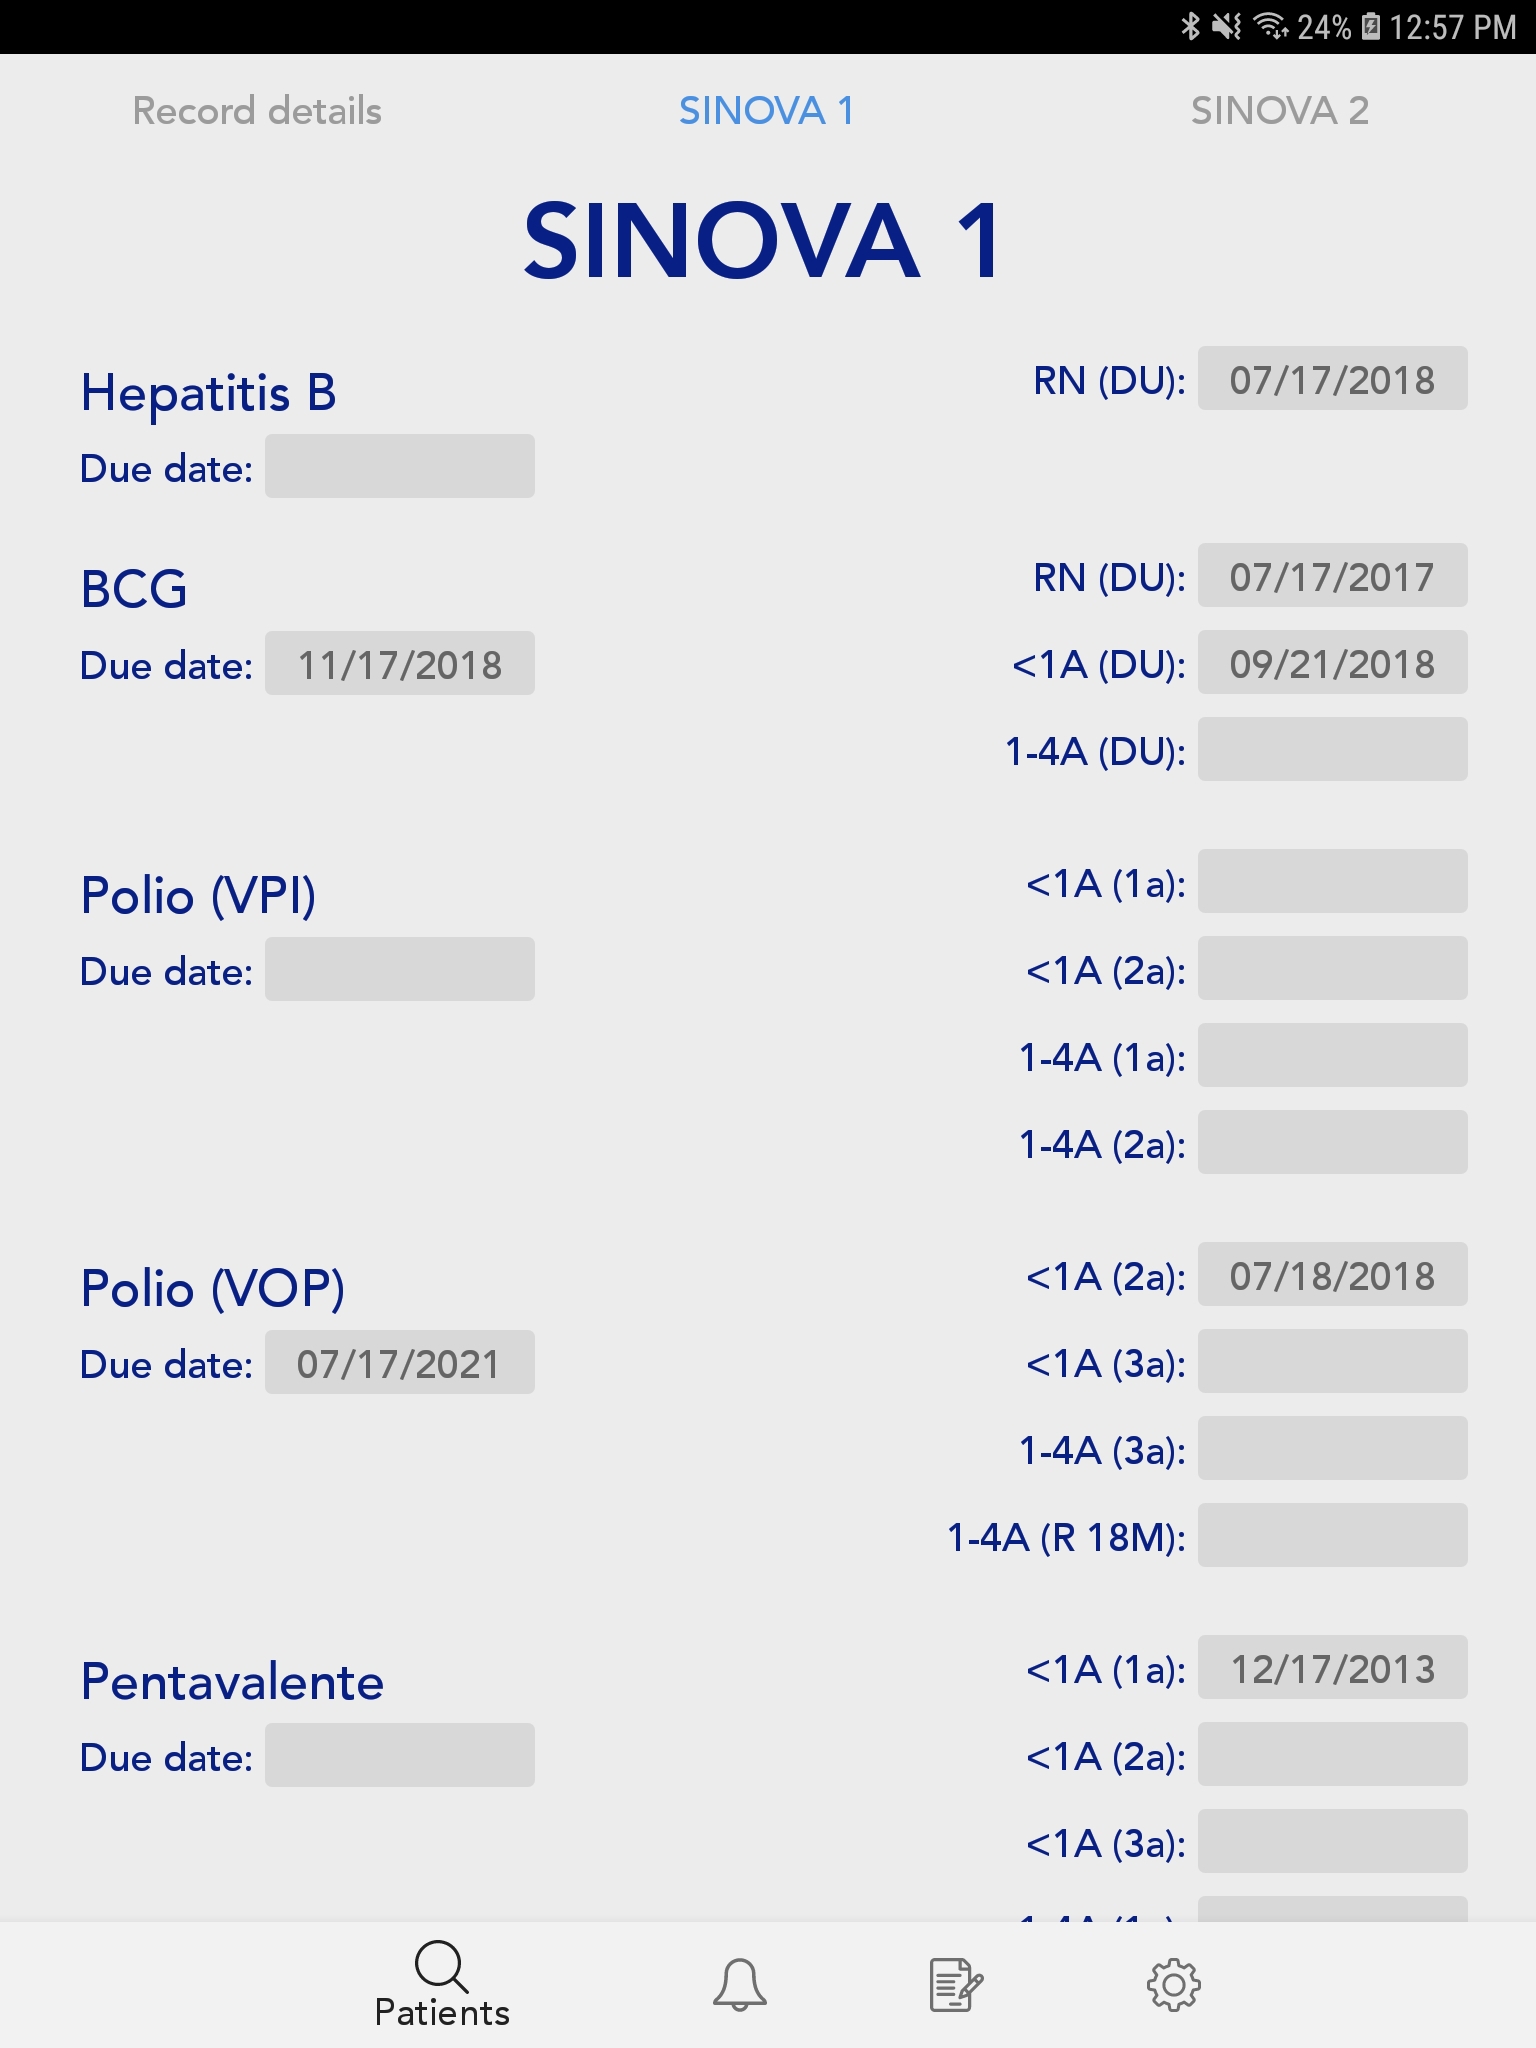 24% 12:57 PM
Record details SINOVA 1 SINOVA 2
SINOVA 1
Hepatitis B
Due date:
RN (DU): 07/17/2018
BCG
Due date: 11/17/2018
RN (DU): 07/17/2017
<1A (DU): 09/21/2018
1-4A (DU):
Polio (VPI)
Due date:
<1A (1a):
<1A (2a):
1-4A (1a):
1-4A (2a):
Polio (VOP)
Due date: 07/17/2021
<1A (2a): 07/18/2018
<1A (3a):
1-4A (3a):
1-4A (R 18M):
Pentavalente
Due date:
<1A (1a): 12/17/2013
<1A (2a):
<1A (3a):
Patients